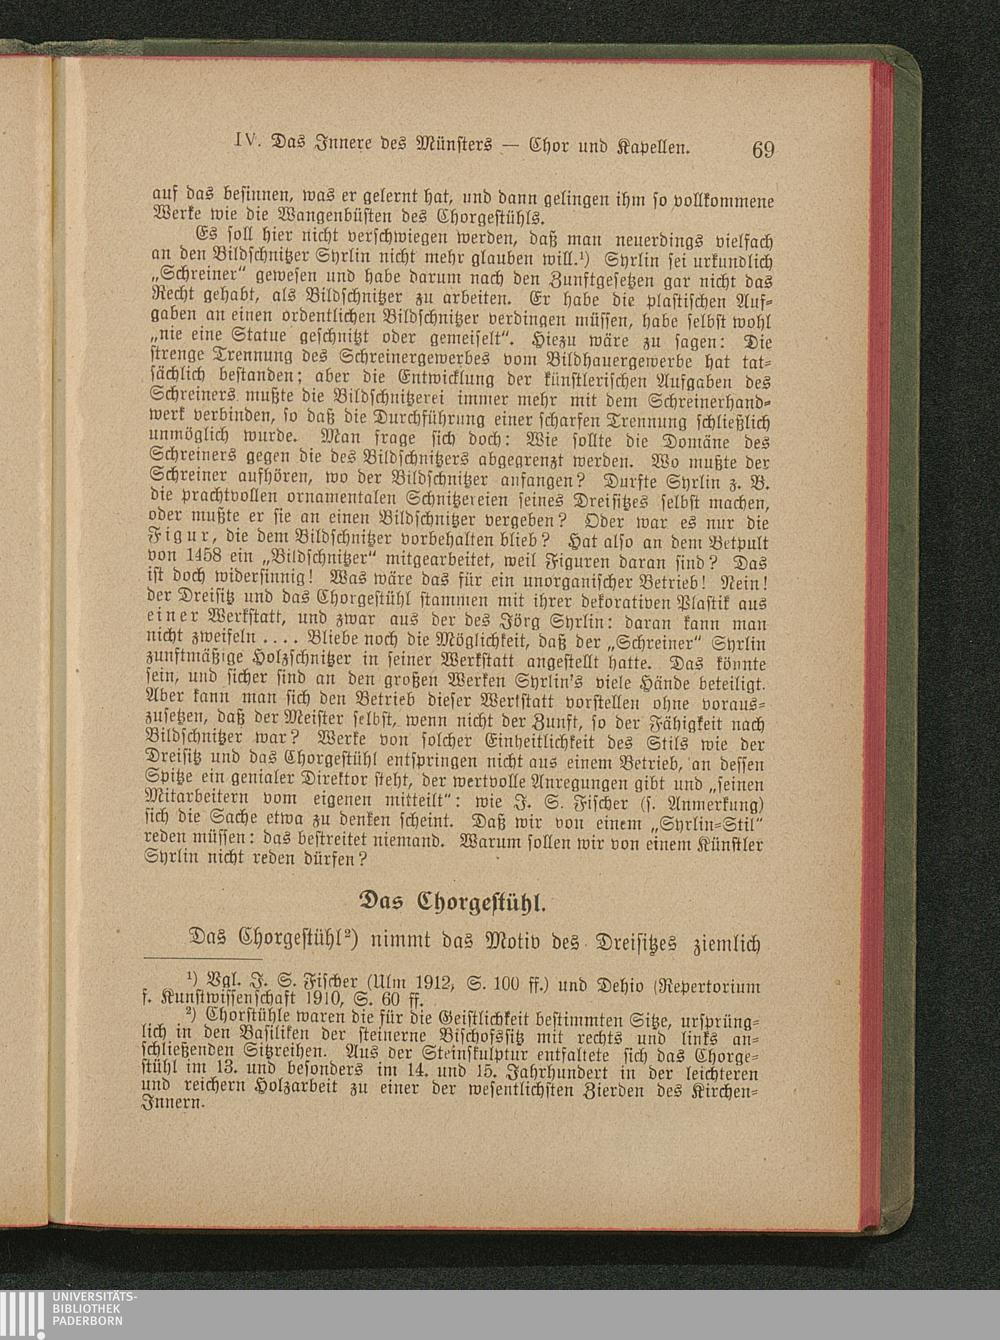 IV. Das Innere des Münsters — Chor und Kapellen. 69
auf das besinnen, was er gelernt hat, und dann gelingen ihm so vollkommene
Werke wie die Wangenbüsten des Chorgestühls.
Es soll hier nicht verschwiegen werden, daß man neuerdings vielfach
an den Bildschnitzer Syrlin nicht mehr glauben will.¹) Syrlin sei urkundlich
„Schreiner“ gewesen und habe darum nach den Zunftgesetzen gar nicht das
Recht gehabt, als Bildschnitzer zu arbeiten. Er habe die plastischen Auf-
gaben an einen ordentlichen Bildschnitzer verdingen müssen, habe selbst wohl
„nie eine Statue geschnitzt oder gemeiselt“. Hiezu wäre zu sagen: Die
strenge Trennung des Schreinergewerbes vom Bildhauergewerbe hat tat-
sächlich bestanden; aber die Entwicklung der künstlerischen Aufgaben des
Schreiners mußte die Bildschnitzerei immer mehr mit dem Schreinerhand-
werk verbinden, so daß die Durchführung einer scharfen Trennung schließlich
unmöglich wurde. Man frage sich doch: Wie sollte die Domäne des
Schreiners gegen die des Bildschnitzers abgegrenzt werden. Wo mußte der
Schreiner aufhören, wo der Bildschnitzer anfangen? Durfte Syrlin z. B.
die prachtvollen ornamentalen Schnitzereien seines Dreisitzes selbst machen,
oder mußte er sie an einen Bildschnitzer vergeben? Oder war es nur die
Figur, die dem Bildschnitzer vorbehalten blieb? Hat also an dem Betpult
von 1458 ein „Bildschnitzer“ mitgearbeitet, weil Figuren daran sind? Das
ist doch widersinnig! Was wäre das für ein unorganischer Betrieb! Nein!
der Dreisitz und das Chorgestühl stammen mit ihrer dekorativen Plastik aus
einer Werkstatt, und zwar aus der des Jörg Syrlin: daran kann man
nicht zweifeln .... Bliebe noch die Möglichkeit, daß der „Schreiner“ Syrlin
zunftmäßige Holzschnitzer in seiner Werkstatt angestellt hatte. Das könnte
sein, und sicher sind an den großen Werken Syrlin's viele Hände beteiligt.
Aber kann man sich den Betrieb dieser Werkstatt vorstellen ohne voraus-
zusetzen, daß der Meister selbst, wenn nicht der Zunft, so der Fähigkeit nach
Bildschnitzer war? Werke von solcher Einheitlichkeit des Stils wie der
Dreisitz und das Chorgestühl entspringen nicht aus einem Betrieb, an dessen
Spitze ein genialer Direktor steht, der wertvolle Anregungen gibt und „seinen
Mitarbeitern vom eigenen mitteilt“: wie J. S. Fischer (s. Anmerkung)
sich die Sache etwa zu denken scheint. Daß wir von einem „Syrlin-Stil“
reden müssen: das bestreitet niemand. Warum sollen wir von einem Künstler
Syrlin nicht reden dürfen?
Das Chorgestühl.
Das Chorgestühl²) nimmt das Motiv des Dreisitzes ziemlich
¹) Vgl. J. S. Fischer (Ulm 1912, S. 100 ff.) und Dehio (Repertorium
f. Kunstwissenschaft 1910, S. 60 ff.
²) Chorstühle waren die für die Geistlichkeit bestimmten Sitze, ursprüng-
lich in den Basiliken der steinerne Bischofssitz mit rechts und links an-
schließenden Sitzreihen. Aus der Steinskulptur entfaltete sich das Chorge-
stühl im 13. und besonders im 14. und 15. Jahrhundert in der leichteren
und reichern Holzarbeit zu einer der wesentlichsten Zierden des Kirchen-
Innern.
UNIVERSITÄTS-
BIBLIOTHEK
PADERBORN